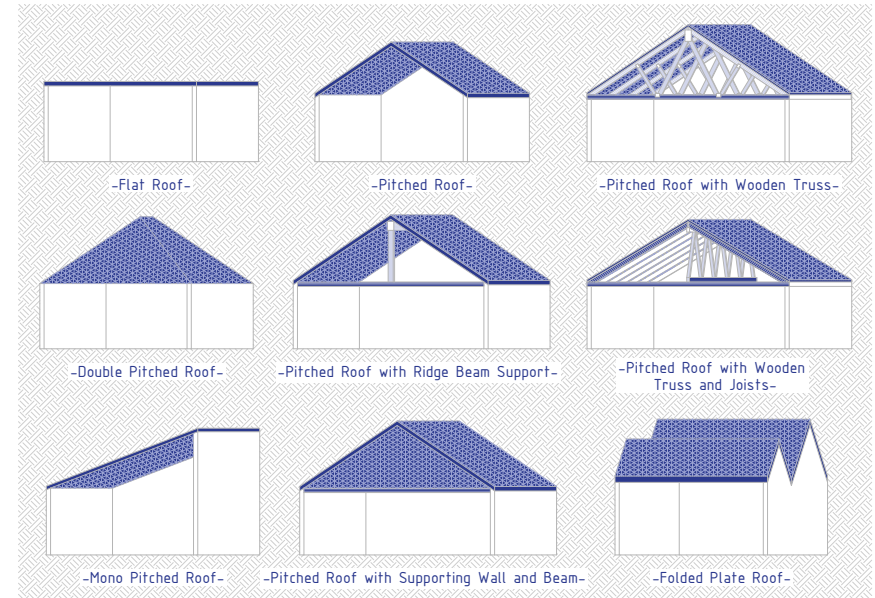 -Flat Roof-
-Pitched Roof-
-Pitched Roof with Wooden Truss-
-Double Pitched Roof-
-Pitched Roof with Ridge Beam Support-
-Pitched Roof with Wooden
Truss and Joists-
-Mono Pitched Roof-
-Pitched Roof with Supporting Wall and Beam-
-Folded Plate Roof-